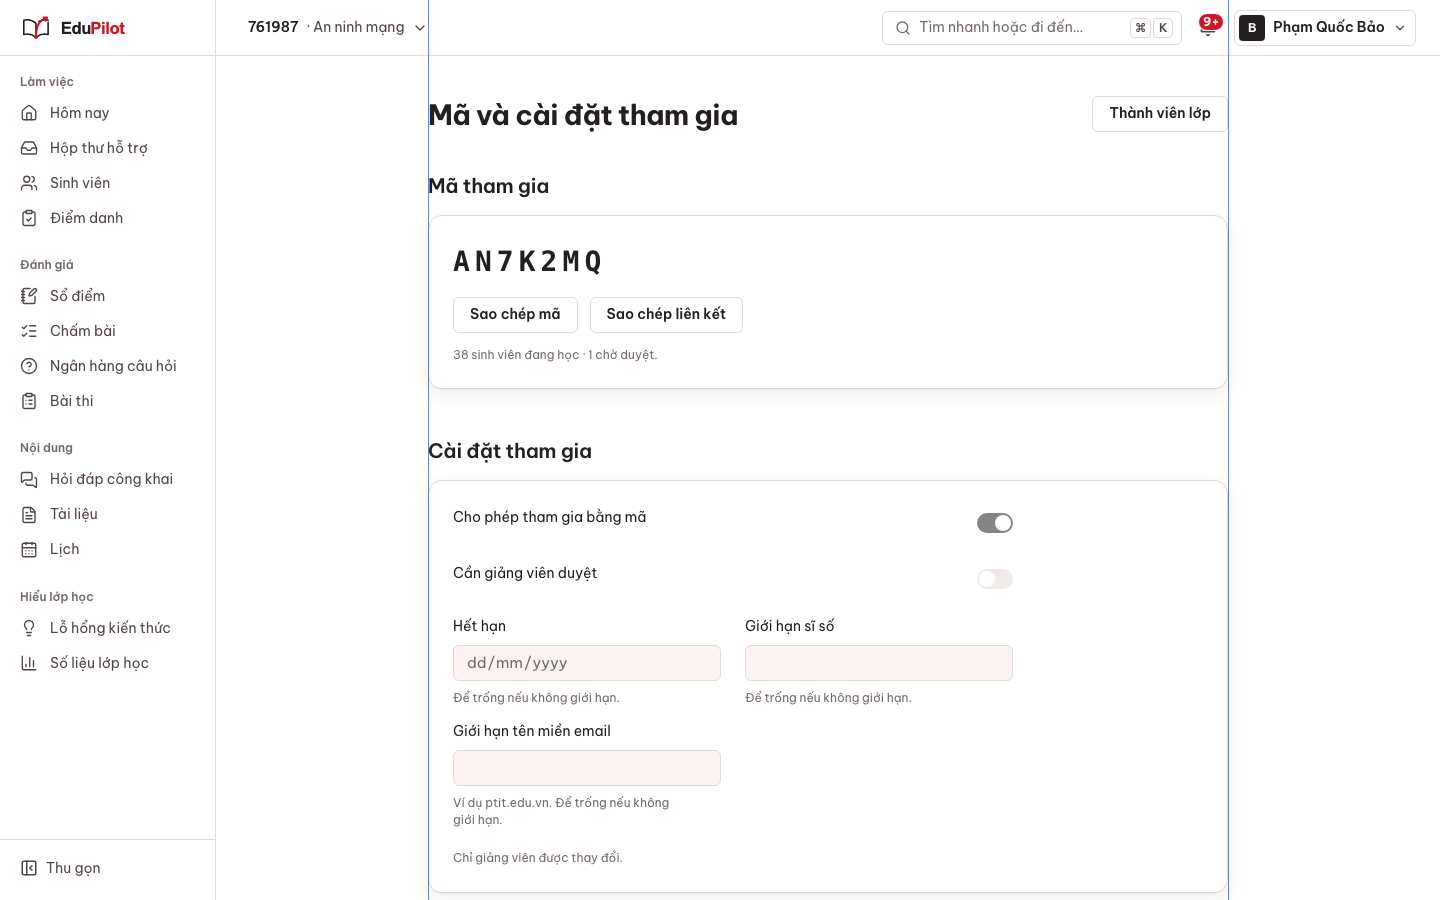 EduPilot
761987 · An ninh mạng
Tìm nhanh hoặc đi đến...
⌘ K
9+
B
Phạm Quốc Bảo
Làm việc
Hôm nay
Hộp thư hỗ trợ
Sinh viên
Điểm danh
Đánh giá
Sổ điểm
Chấm bài
Ngân hàng câu hỏi
Bài thi
Nội dung
Hỏi đáp công khai
Tài liệu
Lịch
Hiểu lớp học
Lỗ hổng kiến thức
Số liệu lớp học
Thu gọn
Mã và cài đặt tham gia
Thành viên lớp
Mã tham gia
AN7K2MQ
Sao chép mã
Sao chép liên kết
38 sinh viên đang học · 1 chờ duyệt.
Cài đặt tham gia
Cho phép tham gia bằng mã
Cần giảng viên duyệt
Hết hạn
Giới hạn sĩ số
dd/mm/yyyy
Để trống nếu không giới hạn.
Để trống nếu không giới hạn.
Giới hạn tên miền email
Ví dụ ptit.edu.vn. Để trống nếu không
giới hạn.
Chỉ giảng viên được thay đổi.